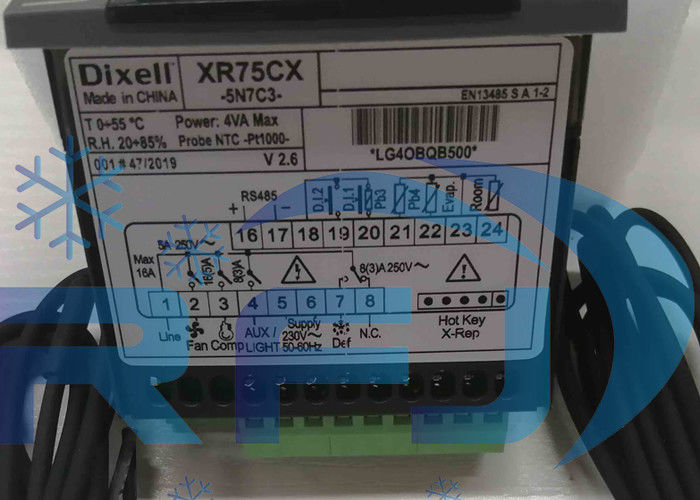 Dixell XR75CX
Made in CHINA -5N7C3-
EN13485 S A 1-2
T 0÷55 °C Power: 4VA Max
R.H. 20÷85% Probe NTC -Pt1000-
001 # 47/2019 V 2.6
*LG4OBQB500*
RS485 D.I.2 D.I.1 Pb3 Pb4 Evap. Room
+ -
16 17 18 19 20 21 22 23 24
5A 250V~
Max 16A 16(5)A 8(3)A 8(3)A 250V~
1 2 3 4 5 6 7 8
Line Fan Comp AUX / LIGHT Supply 230V~ 50-60Hz Def N.C. Hot Key
X-Rep
RFD